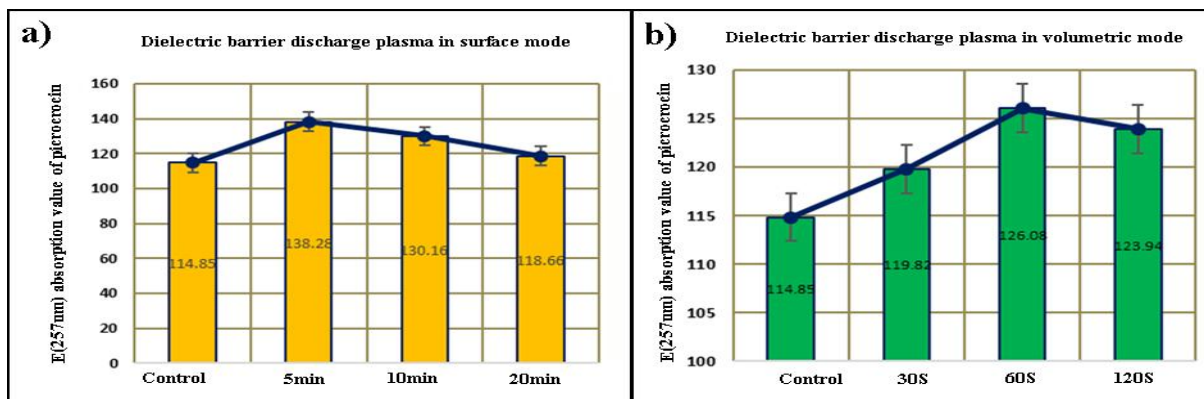 a)
Dielectric barrier discharge plasma in surface mode
E(257nm) absorption value of picrocrocin
160
140
120
100
80
60
40
20
0
114.85
138.28
130.16
118.66
Control
5min
10min
20min
b)
Dielectric barrier discharge plasma in volumetric mode
E(257nm) absorption value of picrocrocin
130
125
120
115
110
105
100
114.85
119.82
126.08
123.94
Control
30S
60S
120S